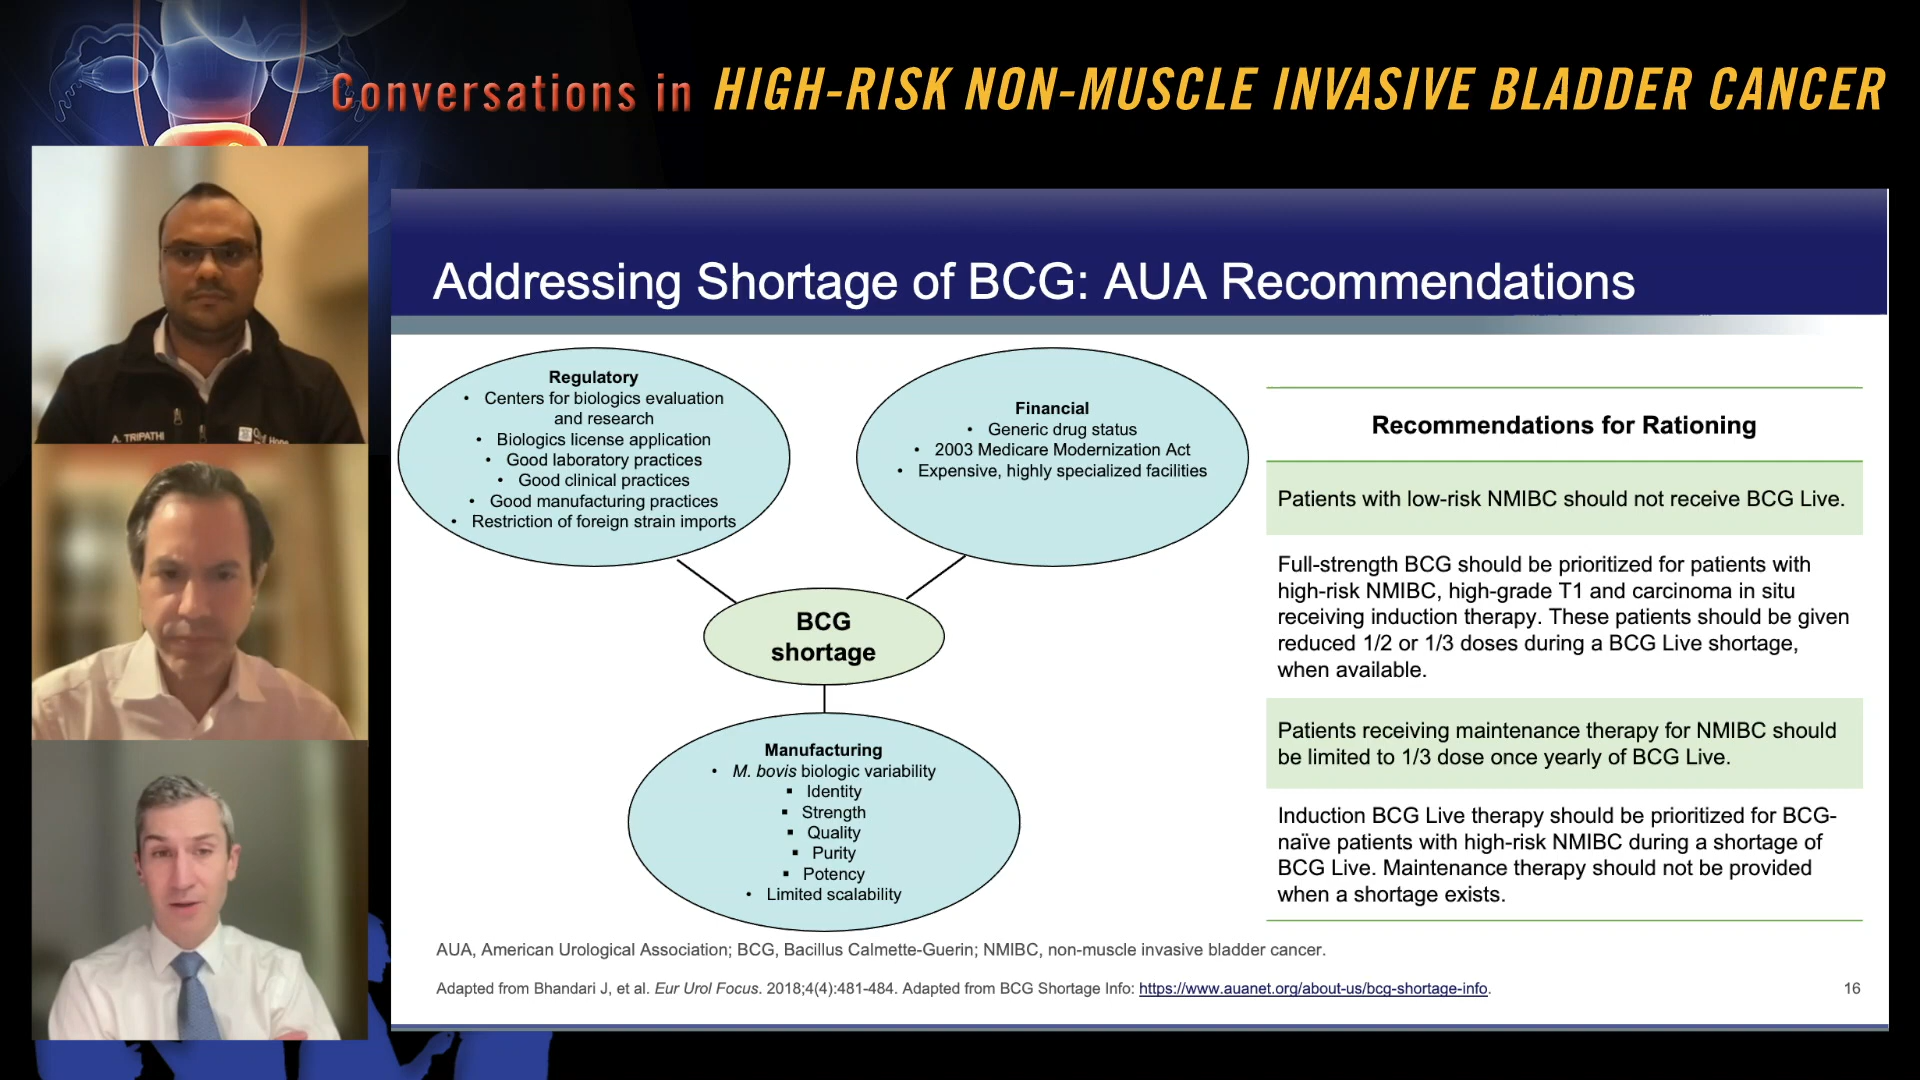 Conversations in HIGH-RISK NON-MUSCLE INVASIVE BLADDER CANCER
A. TRIPATHI
Addressing Shortage of BCG: AUA Recommendations
Regulatory
• Centers for biologics evaluation
and research
• Biologics license application
• Good laboratory practices
• Good clinical practices
• Good manufacturing practices
• Restriction of foreign strain imports
Financial
• Generic drug status
• 2003 Medicare Modernization Act
• Expensive, highly specialized facilities
BCG
shortage
Manufacturing
• M. bovis biologic variability
▪ Identity
▪ Strength
▪ Quality
▪ Purity
▪ Potency
• Limited scalability
Recommendations for Rationing
Patients with low-risk NMIBC should not receive BCG Live.
Full-strength BCG should be prioritized for patients with
high-risk NMIBC, high-grade T1 and carcinoma in situ
receiving induction therapy. These patients should be given
reduced 1/2 or 1/3 doses during a BCG Live shortage,
when available.
Patients receiving maintenance therapy for NMIBC should
be limited to 1/3 dose once yearly of BCG Live.
Induction BCG Live therapy should be prioritized for BCG-
naïve patients with high-risk NMIBC during a shortage of
BCG Live. Maintenance therapy should not be provided
when a shortage exists.
AUA, American Urological Association; BCG, Bacillus Calmette-Guerin; NMIBC, non-muscle invasive bladder cancer.
Adapted from Bhandari J, et al. Eur Urol Focus. 2018;4(4):481-484. Adapted from BCG Shortage Info: https://www.auanet.org/about-us/bcg-shortage-info.
16